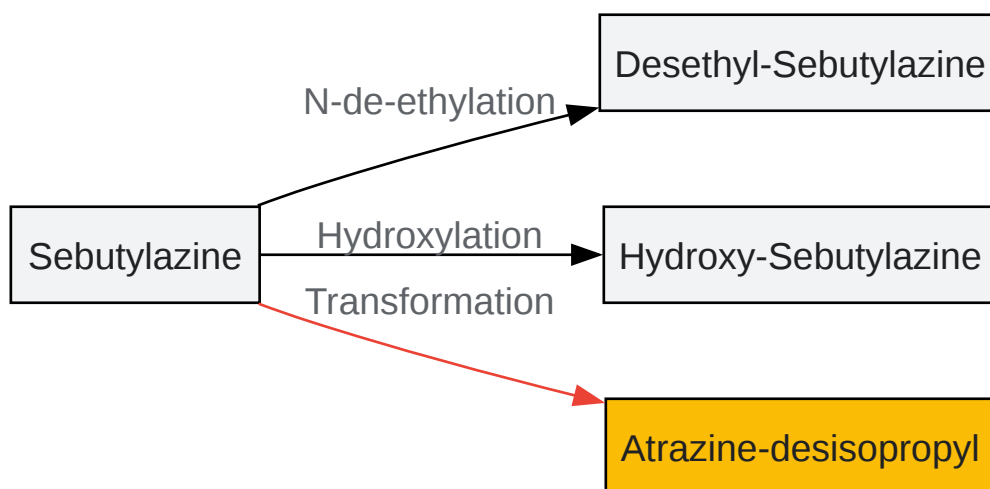 Desethyl-Sebutylazine
N-de-ethylation
Sebutylazine
Hydroxylation
Hydroxy-Sebutylazine
Transformation
Atrazine-desisopropyl